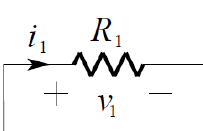 i₁ R₁
+ v₁ −